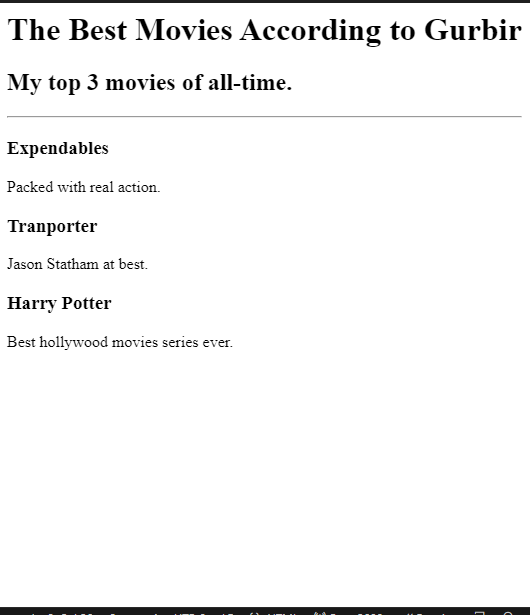 The Best Movies According to Gurbir
My top 3 movies of all-time.
Expendables
Packed with real action.
Tranporter
Jason Statham at best.
Harry Potter
Best hollywood movies series ever.